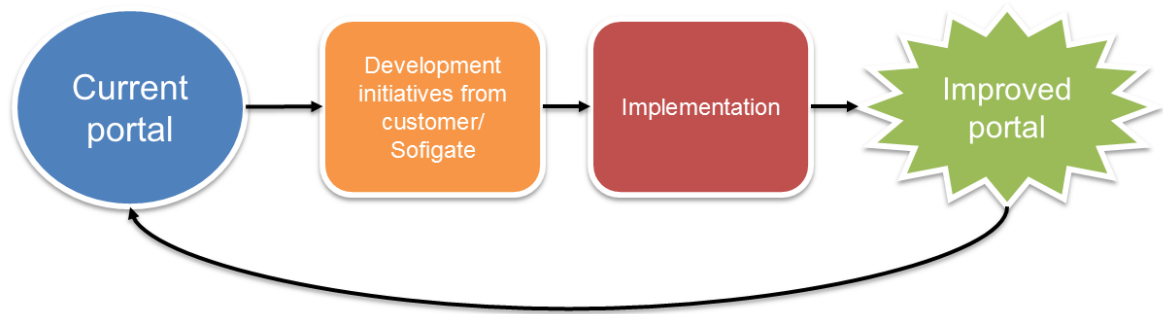 Current
portal
Development
initiatives from
customer/
Sofigate
Implementation
Improved
portal